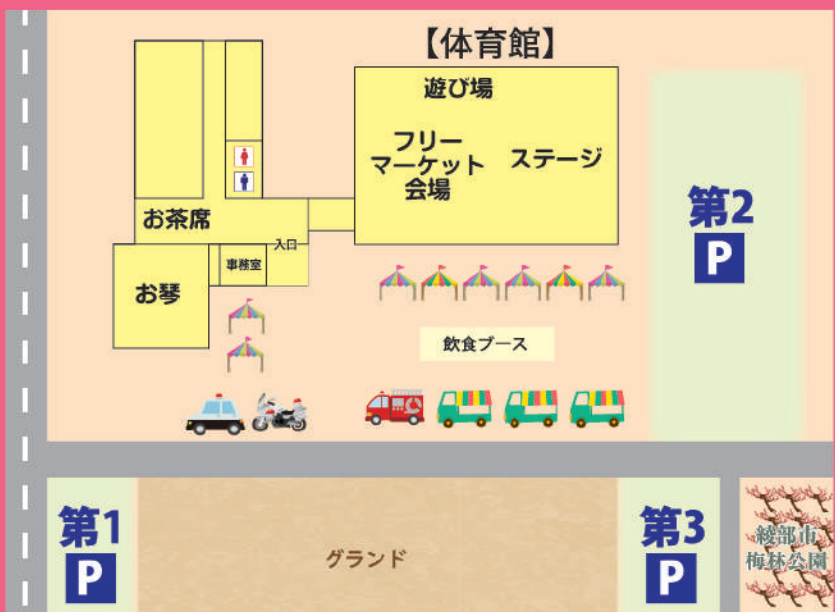 【体育館】
遊び場
フリー
マーケット
会場
ステージ
お茶席
入口
事務室
お琴
飲食ブース
第2
P
第1
P
グランド
第3
P
綾部市
梅林公園